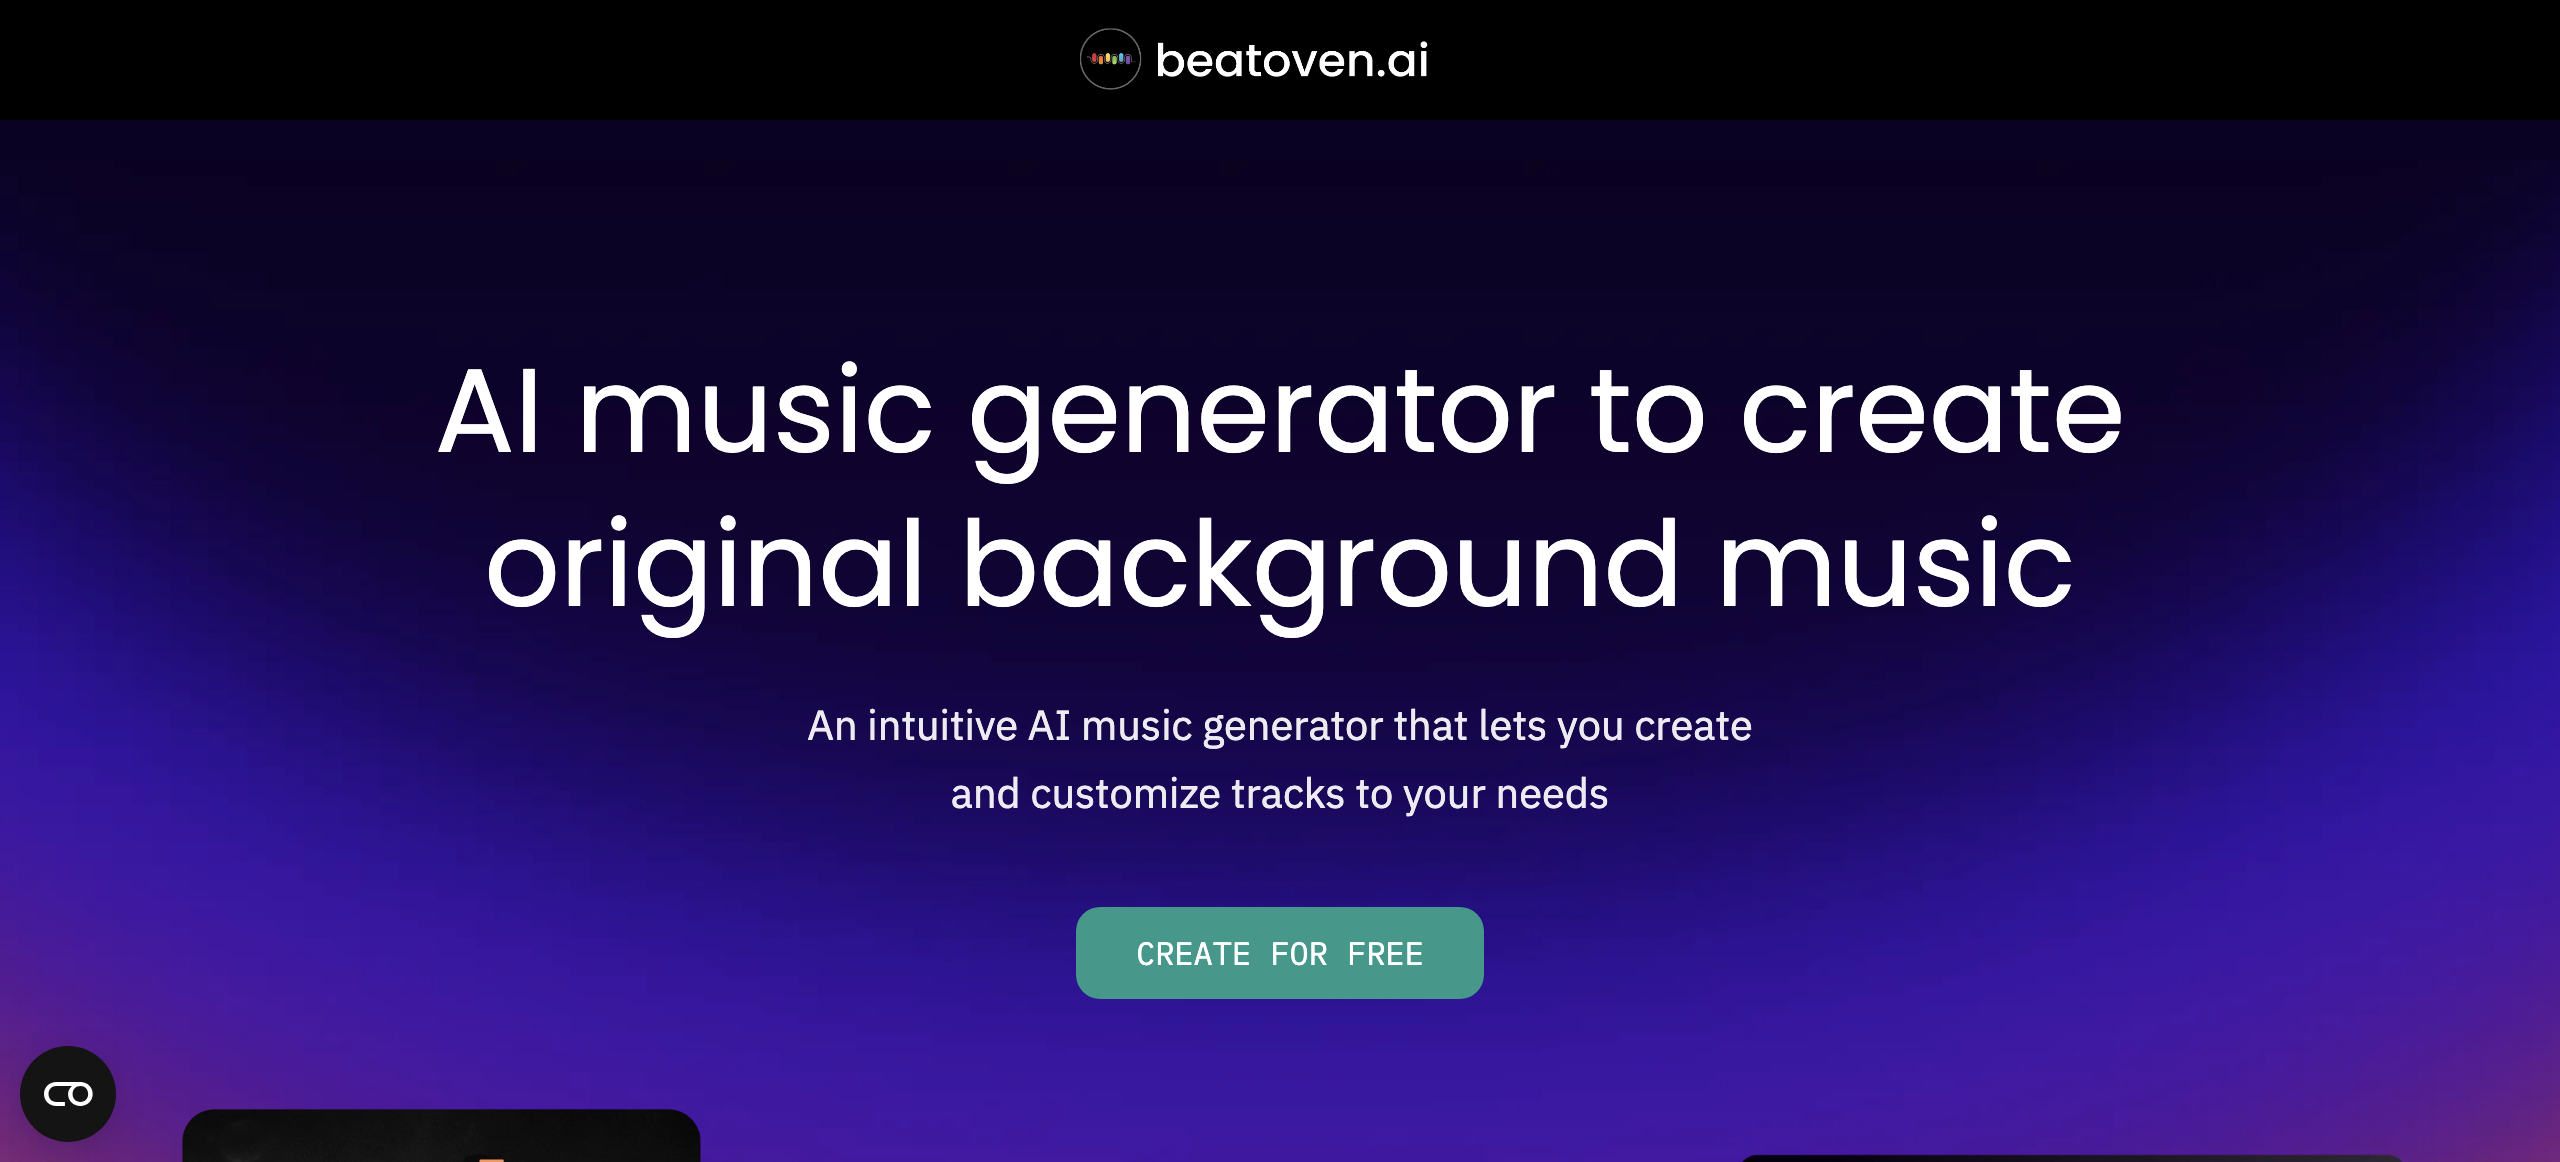 beatoven.ai
AI music generator to create
original background music
An intuitive AI music generator that lets you create
and customize tracks to your needs
CREATE FOR FREE